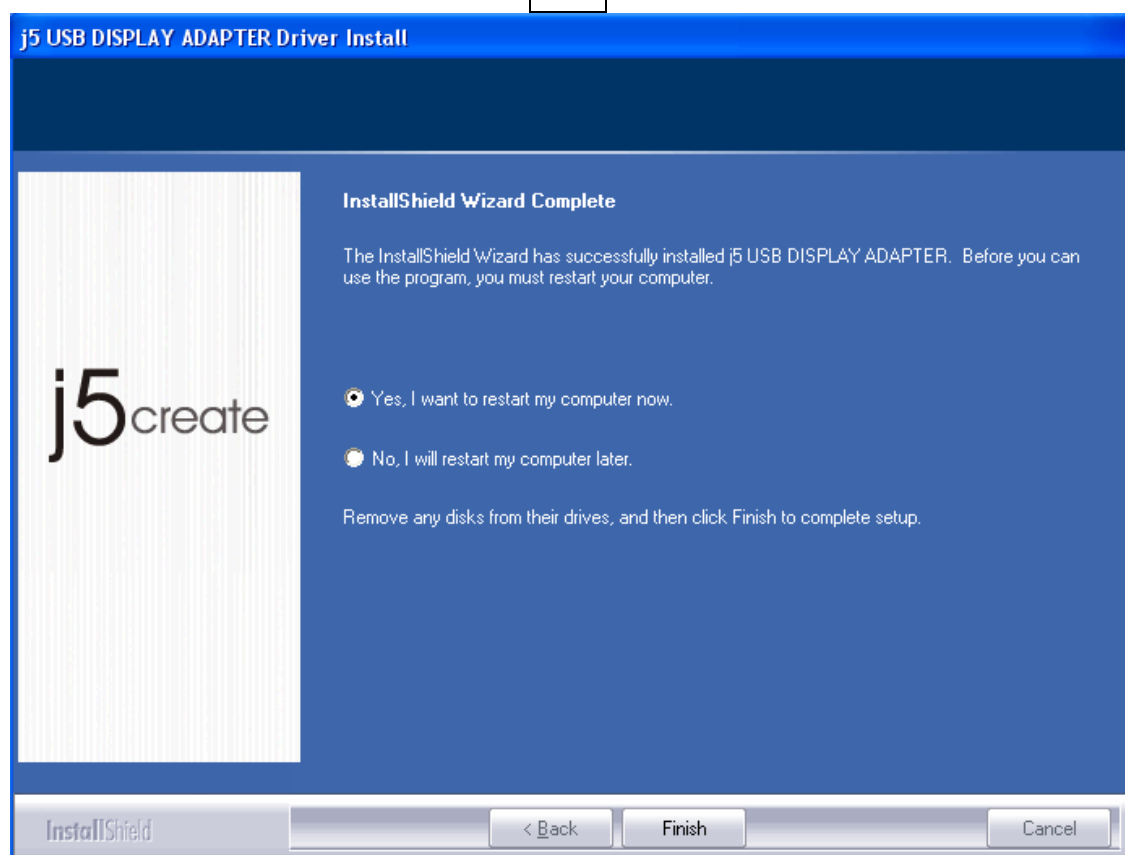 j5 USB DISPLAY ADAPTER Driver Install
InstallShield Wizard Complete
The InstallShield Wizard has successfully installed j5 USB DISPLAY ADAPTER. Before you can
use the program, you must restart your computer.
j5create
Yes, I want to restart my computer now.
No, I will restart my computer later.
Remove any disks from their drives, and then click Finish to complete setup.
InstallShield
< Back
Finish
Cancel